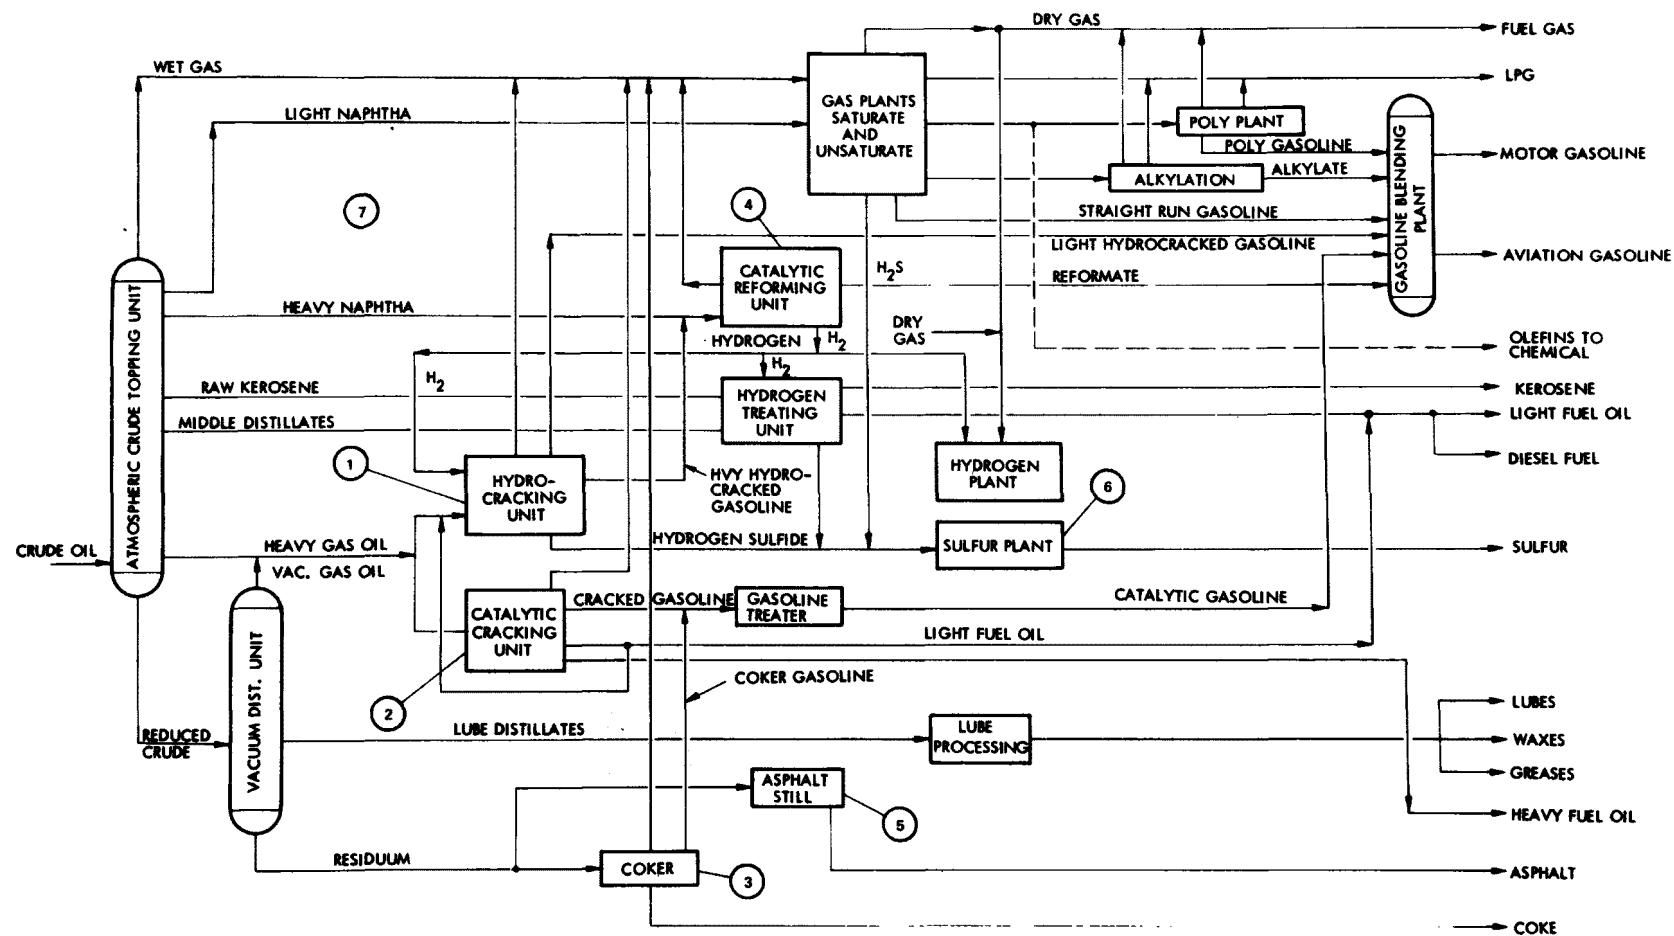 DRY GAS
FUEL GAS
WET GAS
LPG
GAS PLANTS
SATURATE
AND
UNSATURATE
LIGHT NAPHTHA
POLY PLANT
POLY GASOLINE
MOTOR GASOLINE
ALKYLATION
ALKYLATE
GASOLINE BLENDING
PLANT
7
4
STRAIGHT RUN GASOLINE
LIGHT HYDROCRACKED GASOLINE
AVIATION GASOLINE
CATALYTIC
REFORMING
UNIT
H2S
REFORMATE
ATMOSPHERIC CRUDE TOPPING UNIT
HEAVY NAPHTHA
DRY
GAS
HYDROGEN
H2
H2
H2
OLEFINS TO
CHEMICAL
RAW KEROSENE
HYDROGEN
TREATING
UNIT
KEROSENE
MIDDLE DISTILLATES
LIGHT FUEL OIL
DIESEL FUEL
1
HYDRO-
CRACKING
UNIT
HVY HYDRO-
CRACKED
GASOLINE
HYDROGEN
PLANT
6
CRUDE OIL
HEAVY GAS OIL
VAC. GAS OIL
HYDROGEN SULFIDE
SULFUR PLANT
SULFUR
CATALYTIC
CRACKING
UNIT
CRACKED GASOLINE
GASOLINE
TREATER
CATALYTIC GASOLINE
LIGHT FUEL OIL
2
COKER GASOLINE
VACUUM DIST. UNIT
REDUCED
CRUDE
LUBE DISTILLATES
LUBE
PROCESSING
LUBES
WAXES
GREASES
ASPHALT
STILL
5
HEAVY FUEL OIL
RESIDUUM
COKER
3
ASPHALT
COKE